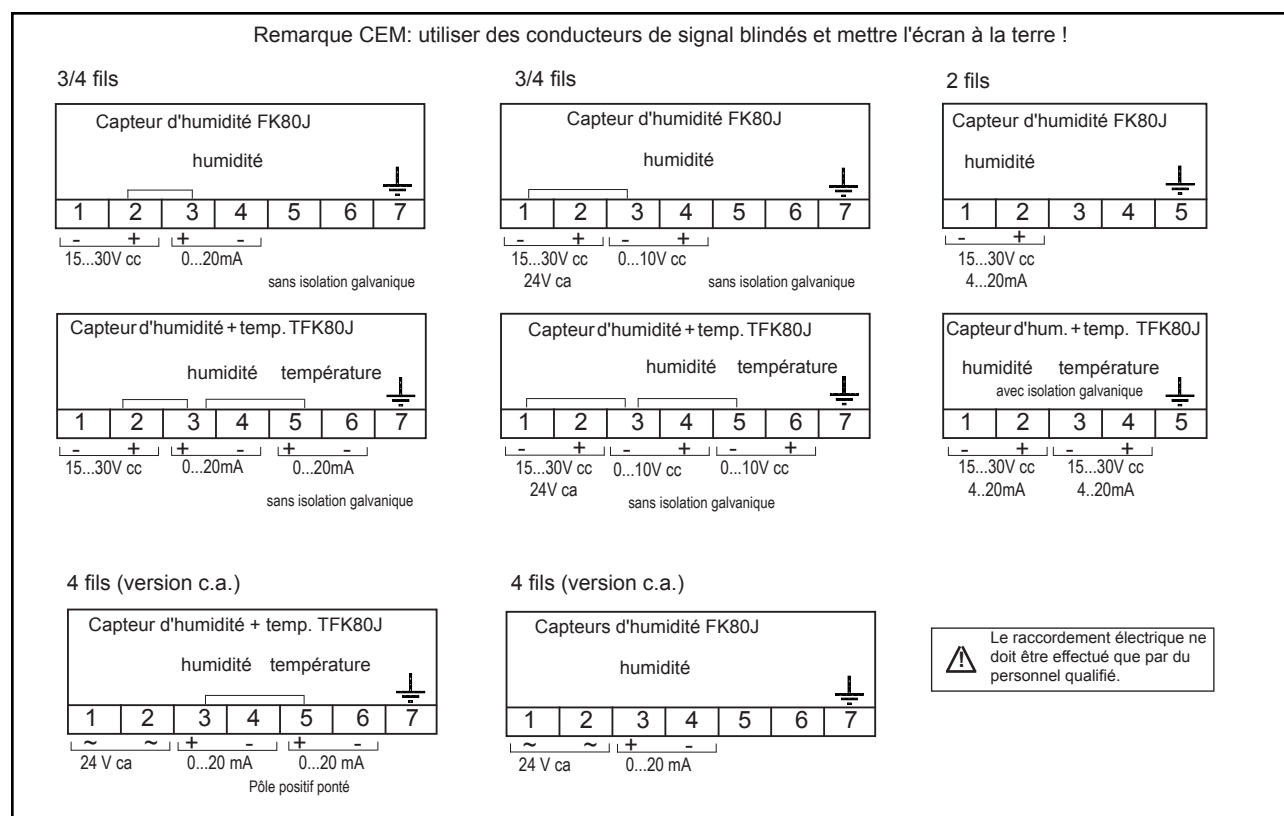 Remarque CEM: utiliser des conducteurs de signal blindés et mettre l'écran à la terre !
3/4 fils
Capteur d'humidité FK80J
humidité
1 2 3 4 5 6 7
- + + -
15...30V cc 0...20mA
sans isolation galvanique
3/4 fils
Capteur d'humidité FK80J
humidité
1 2 3 4 5 6 7
- + - +
15...30V cc 0...10V cc
24V ca
sans isolation galvanique
2 fils
Capteur d'humidité FK80J
humidité
1 2 3 4 5
- +
15...30V cc
4..20mA
Capteur d'humidité + temp. TFK80J
humidité température
1 2 3 4 5 6 7
- + + - + -
15...30V cc 0...20mA 0...20mA
sans isolation galvanique
Capteur d'humidité + temp. TFK80J
humidité température
1 2 3 4 5 6 7
- + - + - +
15...30V cc 0...10V cc 0...10V cc
24V ca
sans isolation galvanique
Capteur d'hum. + temp. TFK80J
humidité température
avec isolation galvanique
1 2 3 4 5
- + - +
15...30V cc 15...30V cc
4..20mA 4..20mA
4 fils (version c.a.)
Capteur d'humidité + temp. TFK80J
humidité température
1 2 3 4 5 6 7
~ ~ + - + -
24 V ca 0...20 mA 0...20 mA
Pôle positif ponté
4 fils (version c.a.)
Capteurs d'humidité FK80J
humidité
1 2 3 4 5 6 7
~ ~ + -
24 V ca 0...20 mA
Le raccordement électrique ne
doit être effectué que par du
personnel qualifié.